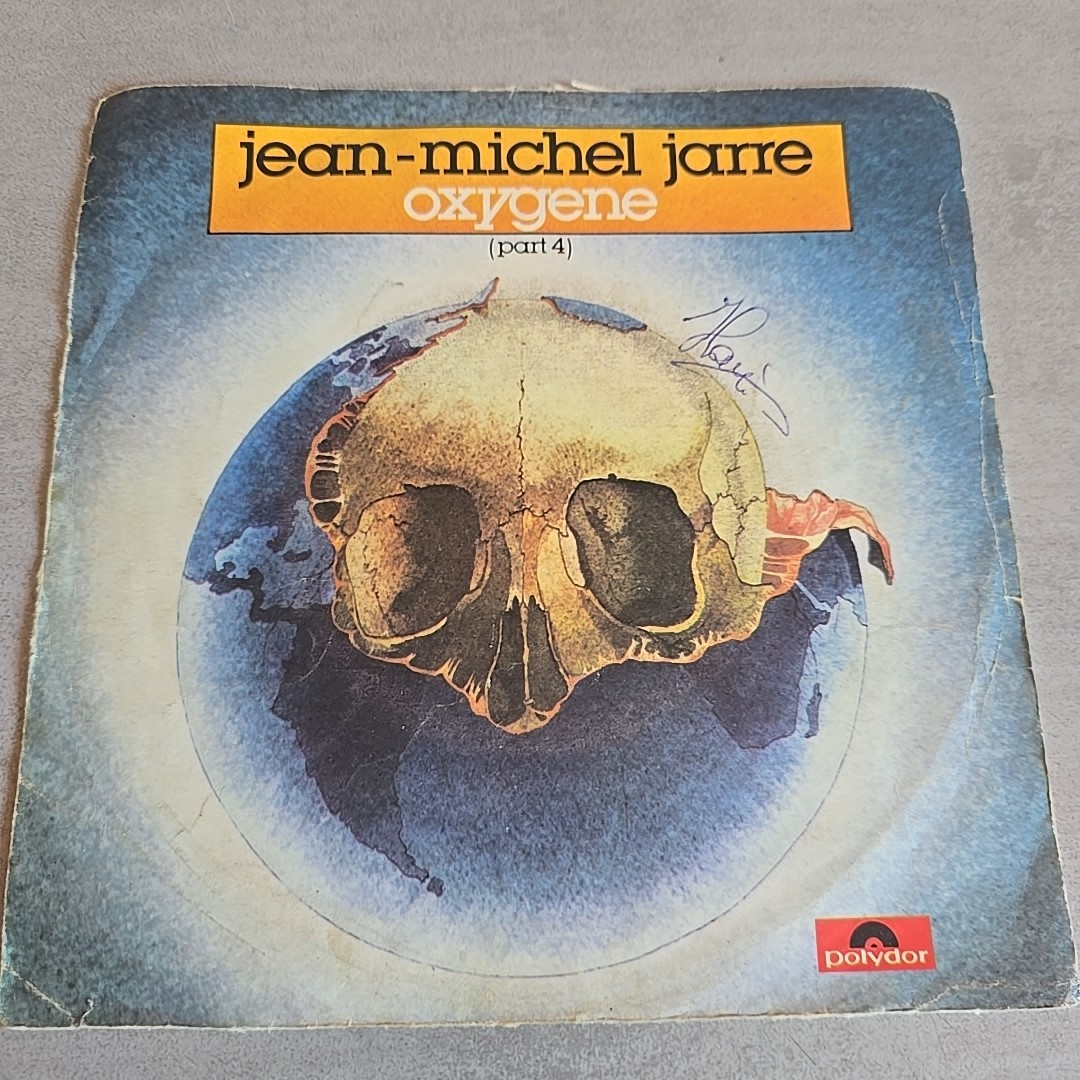 jean-michel jarre
oxygene
(part 4)
polydor